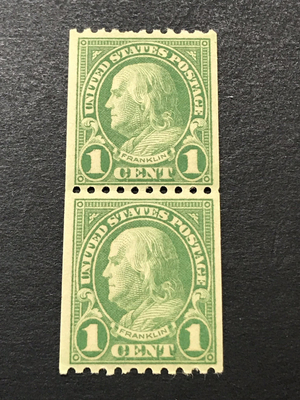 UNITED STATES POSTAGE
FRANKLIN
1 CENT 1
UNITED STATES POSTAGE
FRANKLIN
1 CENT 1